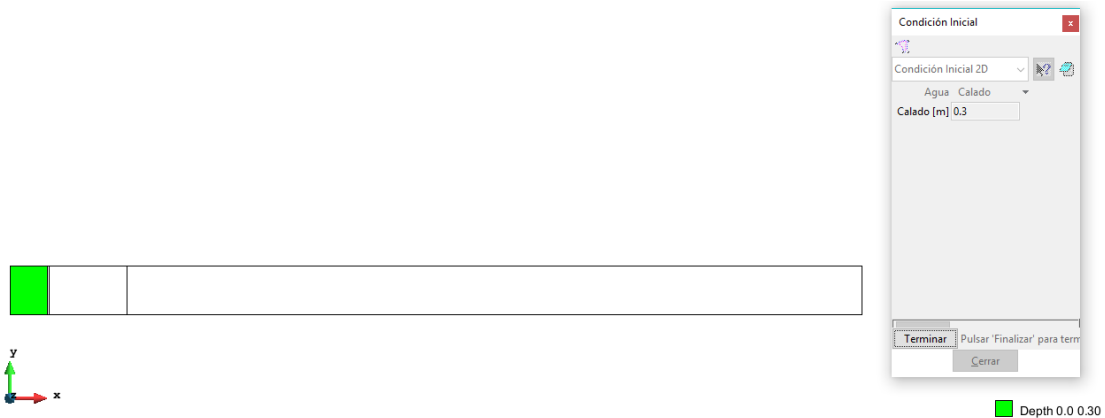 Condición Inicial
x
Condición Inicial 2D
Agua Calado
Calado [m] 0.3
Terminar Pulsar 'Finalizar' para term
Cerrar
y
x
Depth 0.0 0.30